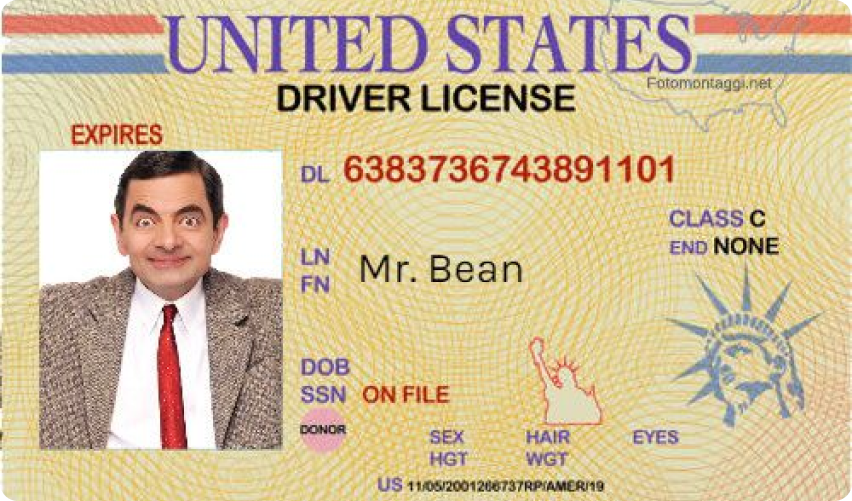 UNITED STATES
Fotomontaggi.net
DRIVER LICENSE
EXPIRES
DL 6383736743891101
CLASS C
END NONE
LN
FN
Mr. Bean
DOB
SSN ON FILE
DONOR
SEX HAIR EYES
HGT WGT
US 11/05/2001266737RP/AMER/19